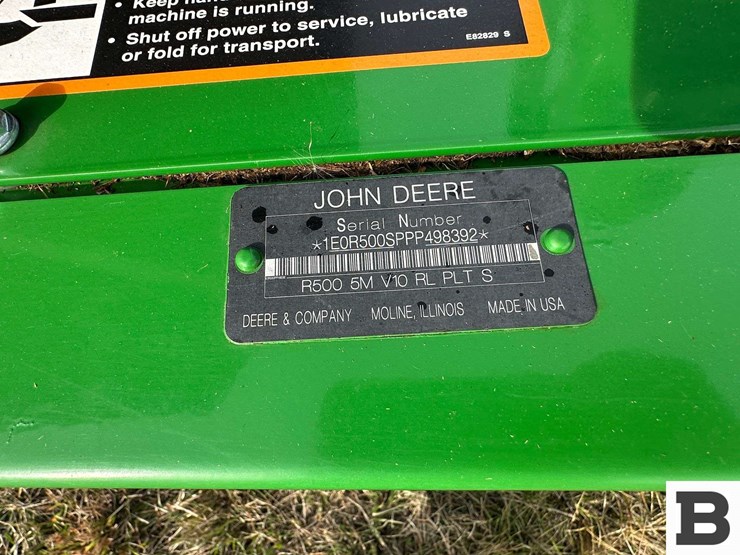 • Keep
machine is running.
• Shut off power to service, lubricate
or fold for transport.
E82829 S
JOHN DEERE
Serial Number
*1E0R500SPPP498392*
R500 5M V10 RL PLT S
DEERE & COMPANY MOLINE, ILLINOIS MADE IN USA
B